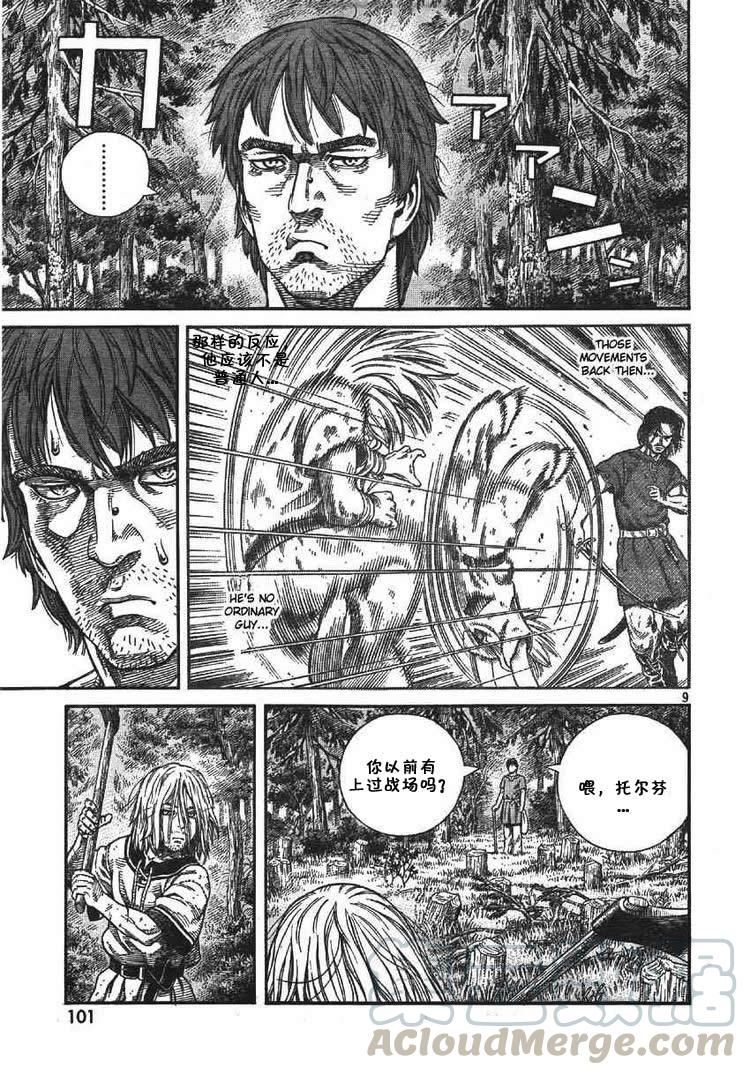 カァァン
………
THOSE
MOVEMENTS
BACK THEN...
那样的反应,
他应该不是
普通人...
HE'S NO
ORDINARY
GUY...
9
喂，托尔芬
...
你以前有
上过战场吗?
101
ACloudMerge.com